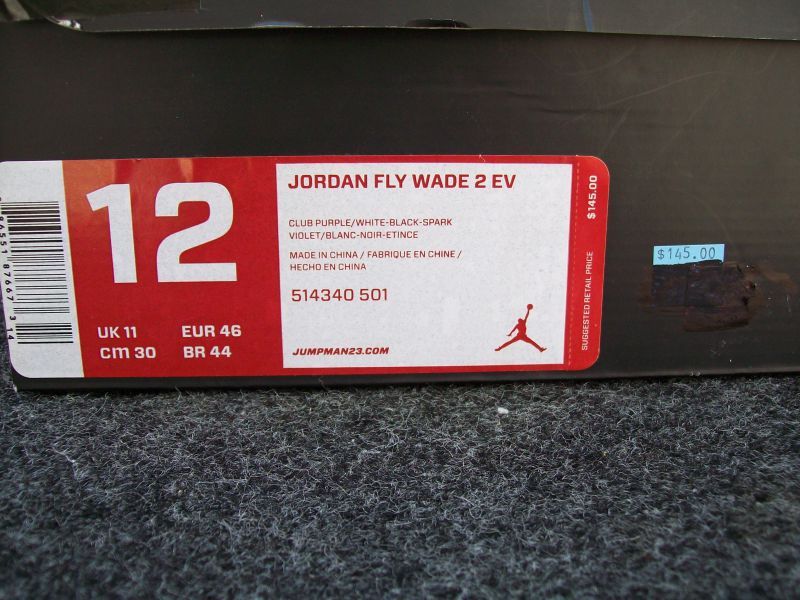 12
UK 11 EUR 46
cm 30 BR 44
JORDAN FLY WADE 2 EV
CLUB PURPLE/WHITE-BLACK-SPARK
VIOLET/BLANC-NOIR-ETINCE
MADE IN CHINA / FABRIQUE EN CHINE /
HECHO EN CHINA
514340 501
JUMPMAN23.COM
SUGGESTED RETAIL PRICE $145.00
$145.00